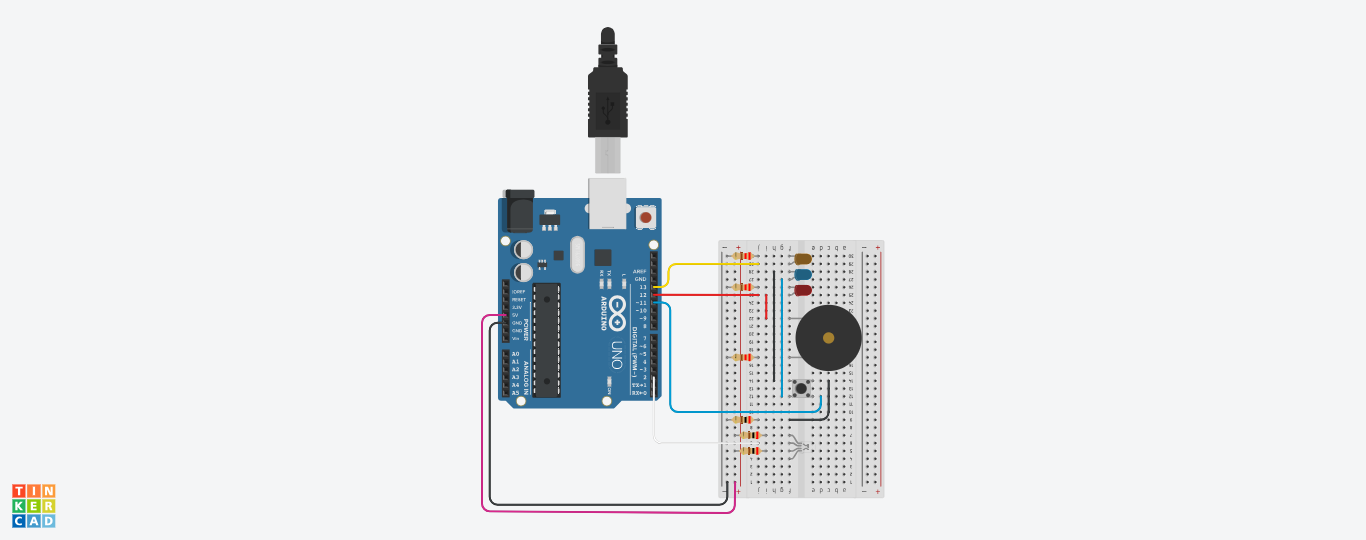 AREF
GND
13
12
~11
~10
~9
8
7
~6
~5
4
~3
2
TX→1
RX←0
DIGITAL (PWM~)
IOREF
RESET
3.3V
5V
GND
GND
Vin
POWER
A0
A1
A2
A3
A4
A5
ANALOG IN
RX
TX
L
ARDUINO
UNO
ON
j i h g f e d c b a
j i h g f e d c b a
TIN
KER
CAD